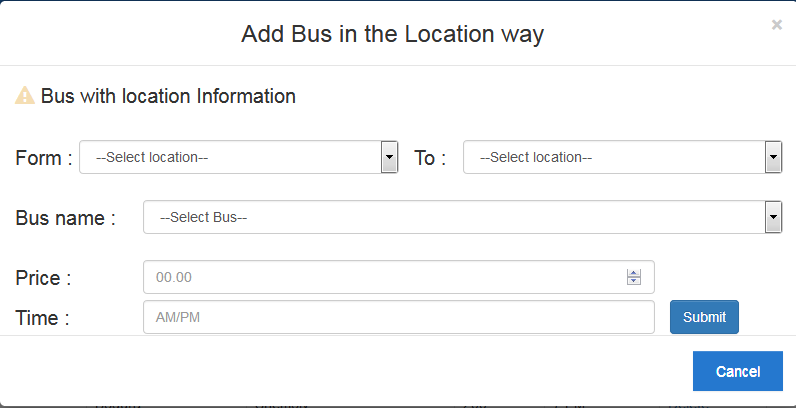 Add Bus in the Location way
×
Bus with location Information
Form : --Select location-- To : --Select location--
Bus name : --Select Bus--
Price : 00.00
Time : AM/PM Submit
Cancel